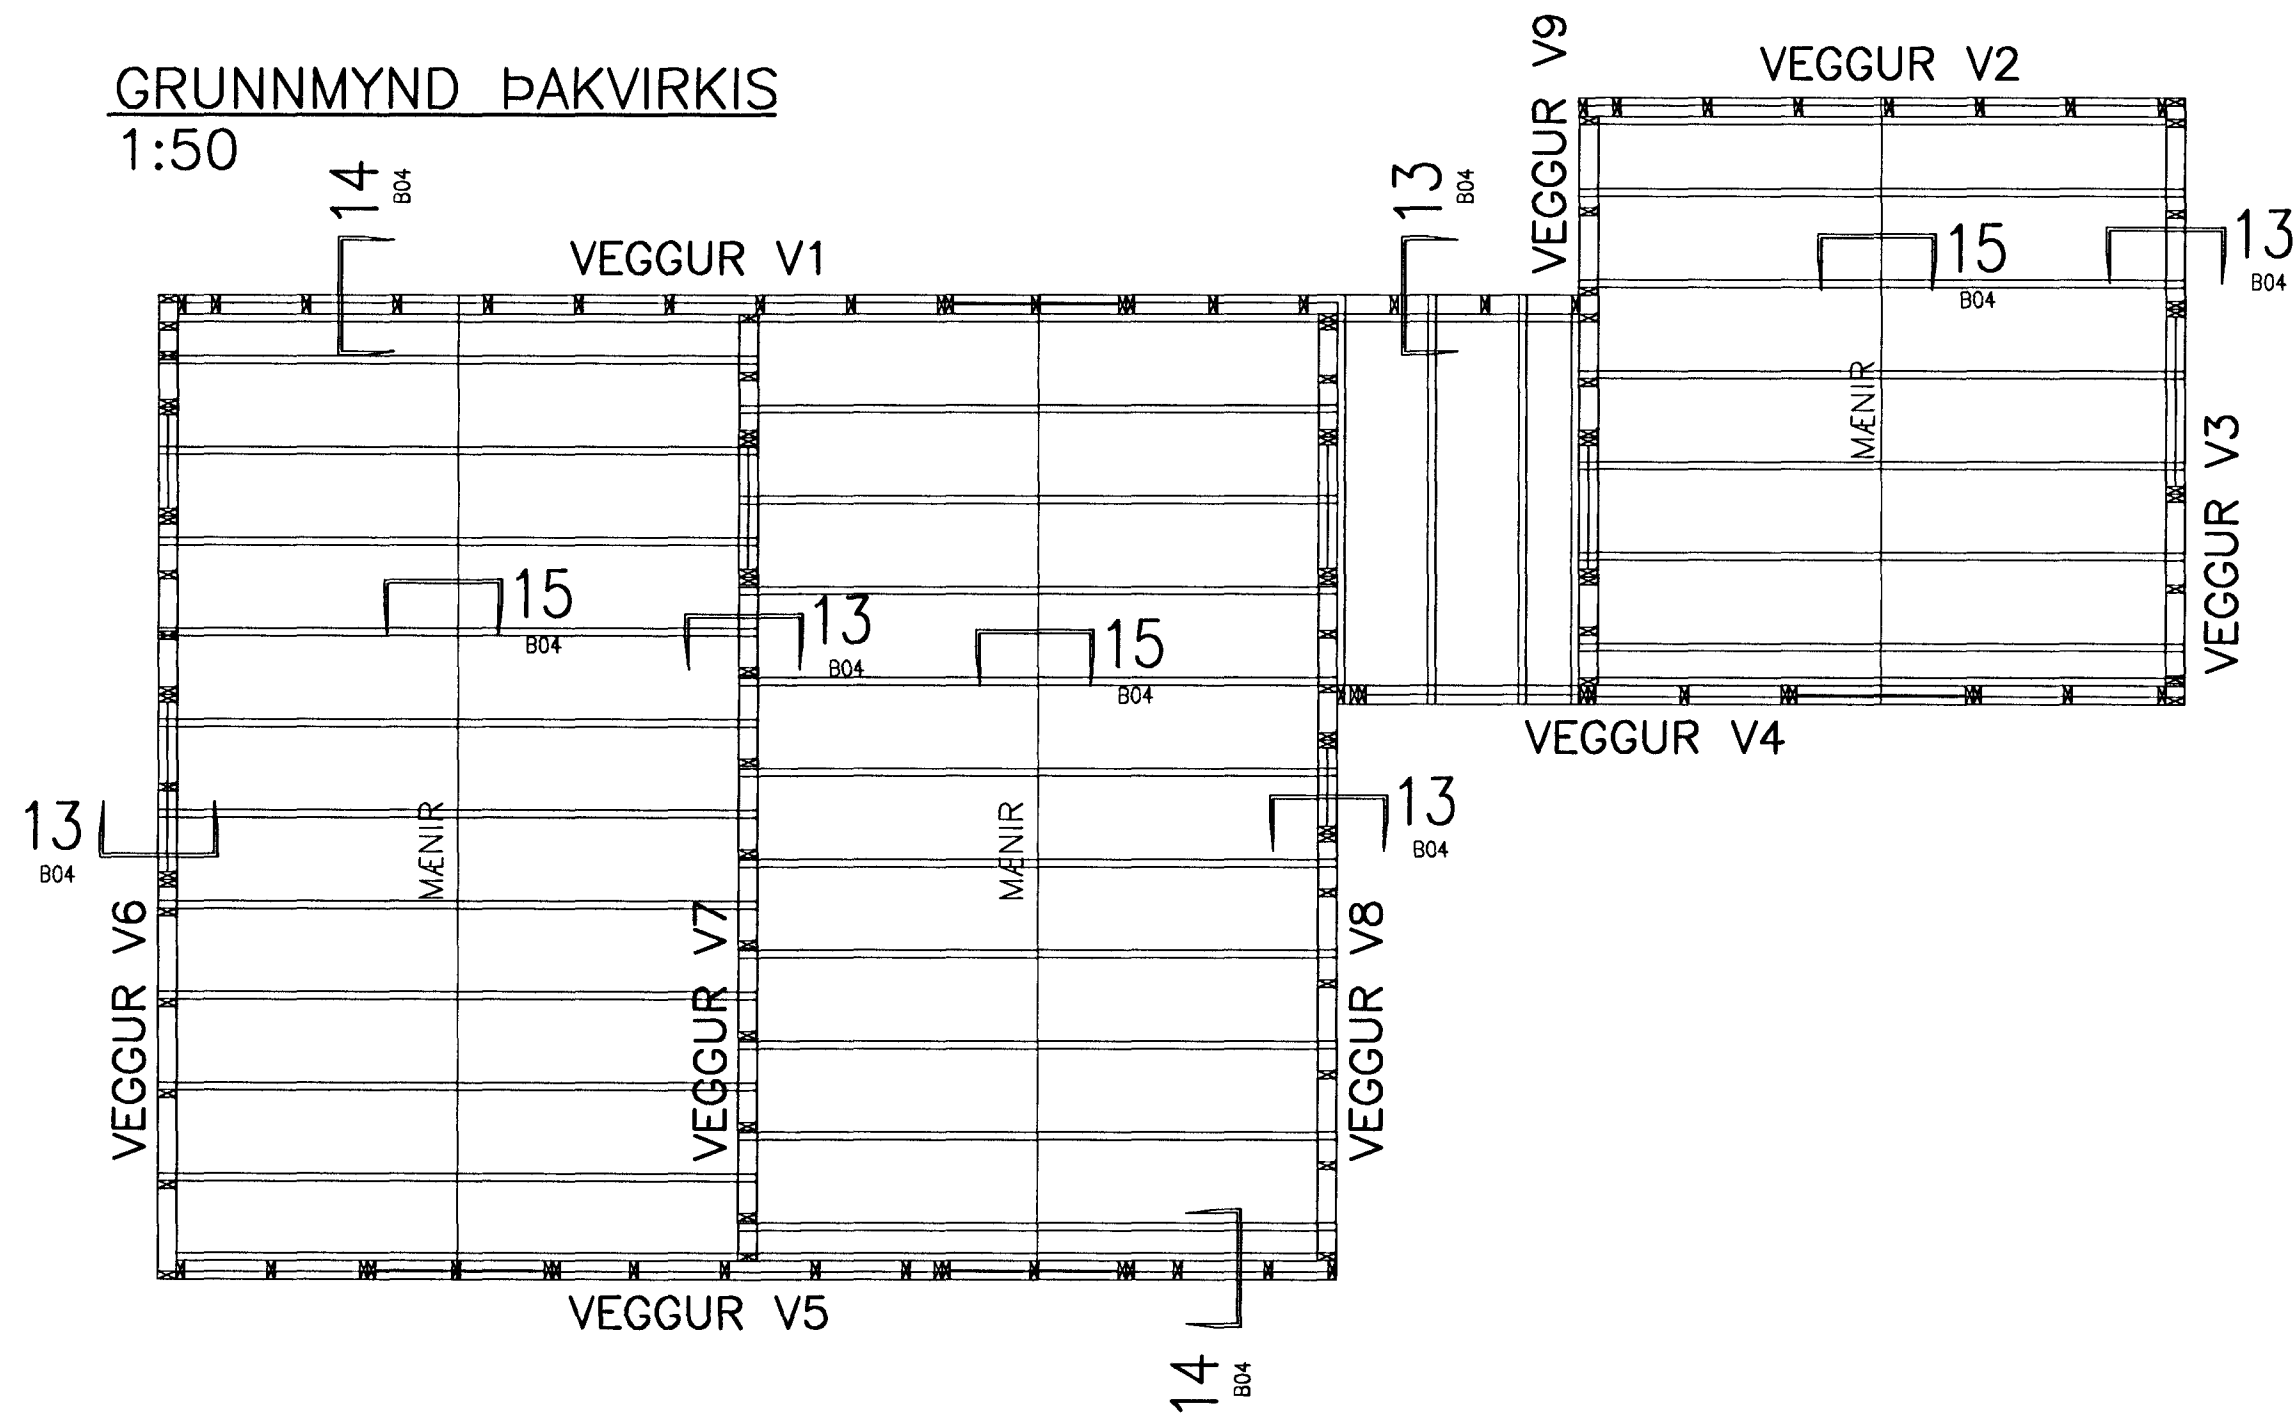 GRUNNMYND ÞAKVIRKIS
1:50
VEGGUR V9
VEGGUR V2
14
B04
13
B04
VEGGUR V1
15
B04
13
B04
MÆNIR
VEGGUR V3
15
B04
13
B04
15
B04
VEGGUR V4
13
B04
MÆNIR
MÆNIR
13
B04
VEGGUR V6
VEGGUR V7
VEGGUR V8
VEGGUR V5
14
B04